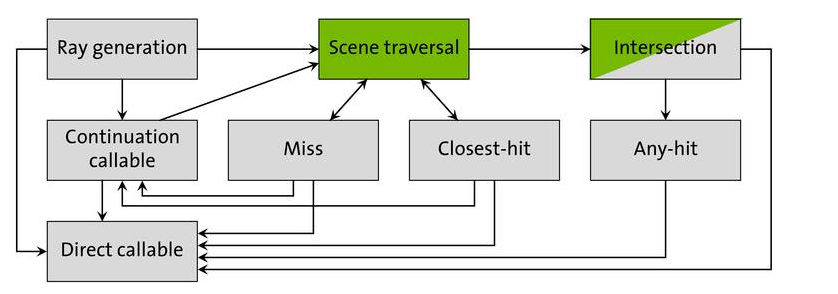 Ray generation
Scene traversal
Intersection
Continuation
callable
Miss
Closest-hit
Any-hit
Direct callable